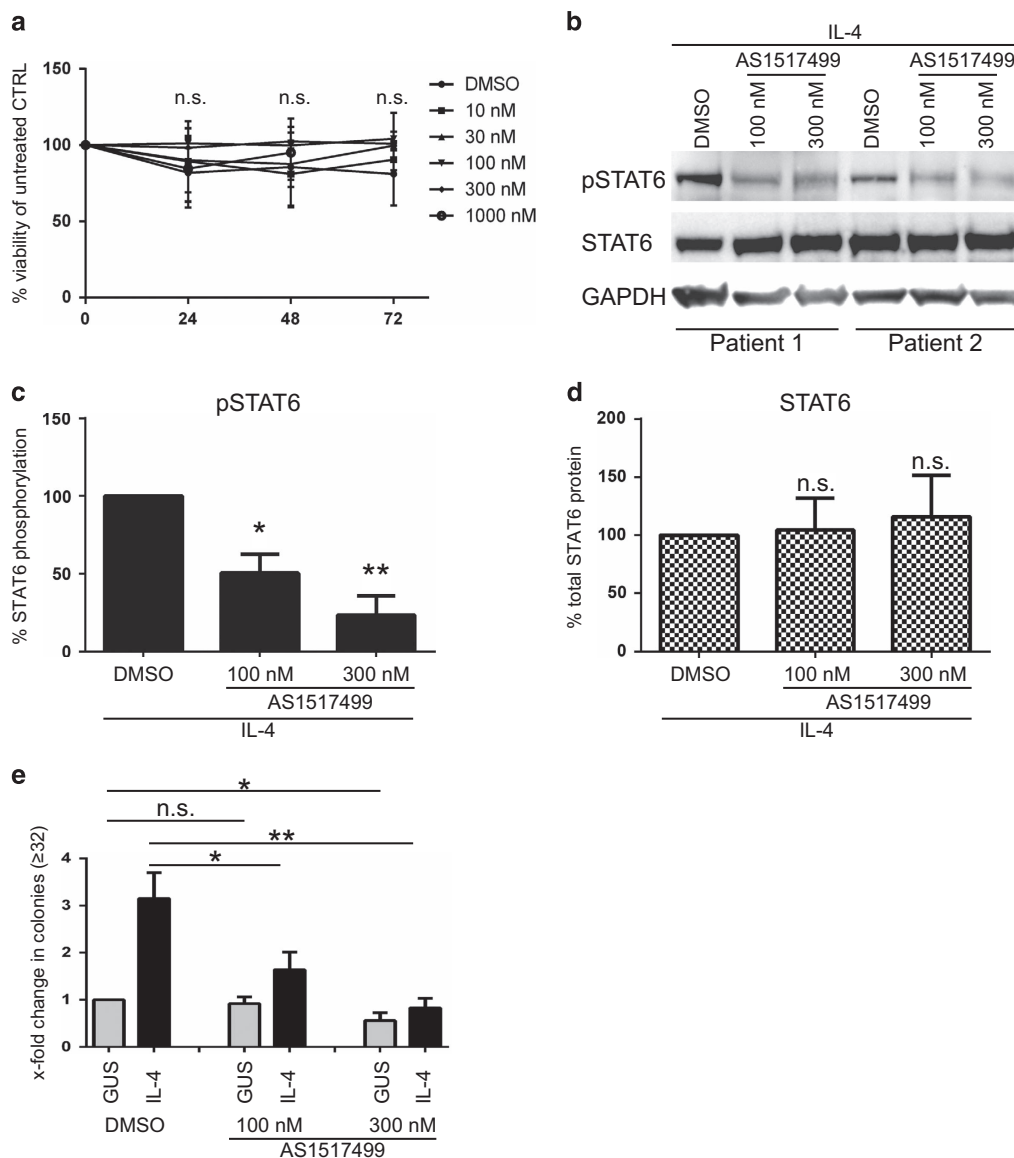 a
% viability of untreated CTRL
150
100
50
0
n.s. n.s. n.s.
0 24 48 72
DMSO
10 nM
30 nM
100 nM
300 nM
1000 nM
b
IL-4
AS1517499 AS1517499
DMSO 100 nM 300 nM DMSO 100 nM 300 nM
pSTAT6
STAT6
GAPDH
Patient 1 Patient 2
c
pSTAT6
% STAT6 phosphorylation
150
100
50
0
* **
DMSO 100 nM 300 nM
AS1517499
IL-4
d
STAT6
% total STAT6 protein
200
150
100
50
0
n.s. n.s.
DMSO 100 nM 300 nM
AS1517499
IL-4
e
x-fold change in colonies (≥32)
*
n.s.
**
*
4
3
2
1
0
GUS IL-4 GUS IL-4 GUS IL-4
DMSO 100 nM 300 nM
AS1517499